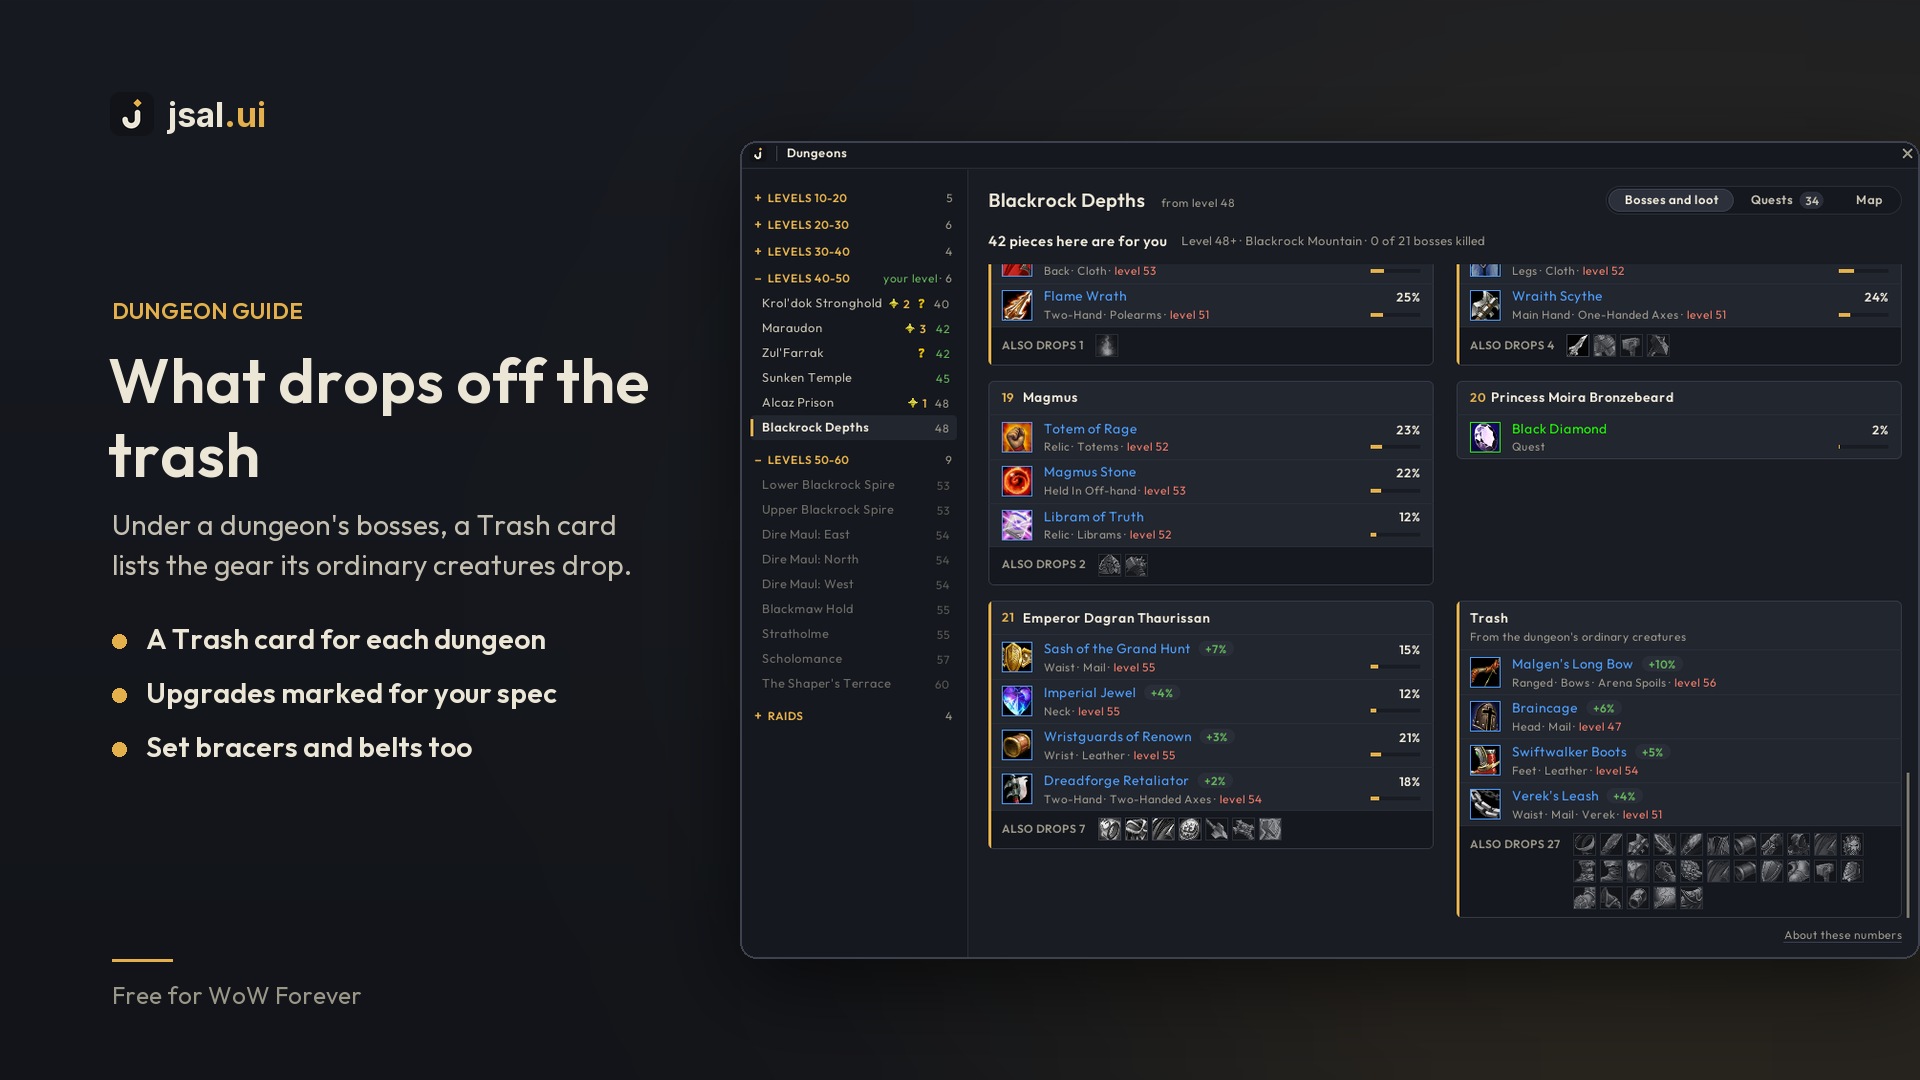 jsal.ui
DUNGEON GUIDE
What drops off the
trash
Under a dungeon's bosses, a Trash card
lists the gear its ordinary creatures drop.
A Trash card for each dungeon
Upgrades marked for your spec
Set bracers and belts too
Free for WoW Forever
Dungeons
+ LEVELS 10-20 5
+ LEVELS 20-30 6
+ LEVELS 30-40 4
– LEVELS 40-50 your level · 6
Krol'dok Stronghold 2 ? 40
Maraudon 3 42
Zul'Farrak ? 42
Sunken Temple 45
Alcaz Prison 1 48
Blackrock Depths 48
– LEVELS 50-60 9
Lower Blackrock Spire 53
Upper Blackrock Spire 53
Dire Maul: East 54
Dire Maul: North 54
Dire Maul: West 54
Blackmaw Hold 55
Stratholme 55
Scholomance 57
The Shaper's Terrace 60
+ RAIDS 4
Blackrock Depths from level 48
Bosses and loot Quests 34 Map
42 pieces here are for you Level 48+ · Blackrock Mountain · 0 of 21 bosses killed
Back · Cloth · level 53
Flame Wrath 25%
Two-Hand · Polearms · level 51
ALSO DROPS 1
Legs · Cloth · level 52
Wraith Scythe 24%
Main Hand · One-Handed Axes · level 51
ALSO DROPS 4
19 Magmus
Totem of Rage 23%
Relic · Totems · level 52
Magmus Stone 22%
Held In Off-hand · level 53
Libram of Truth 12%
Relic · Librams · level 52
ALSO DROPS 2
20 Princess Moira Bronzebeard
Black Diamond 2%
Quest
21 Emperor Dagran Thaurissan
Sash of the Grand Hunt +7% 15%
Waist · Mail · level 55
Imperial Jewel +4% 12%
Neck · level 55
Wristguards of Renown +3% 21%
Wrist · Leather · level 55
Dreadforge Retaliator +2% 18%
Two-Hand · Two-Handed Axes · level 54
ALSO DROPS 7
Trash
From the dungeon's ordinary creatures
Malgen's Long Bow +10%
Ranged · Bows · Arena Spoils · level 56
Braincage +6%
Head · Mail · level 47
Swiftwalker Boots +5%
Feet · Leather · level 54
Verek's Leash +4%
Waist · Mail · Verek · level 51
ALSO DROPS 27
About these numbers